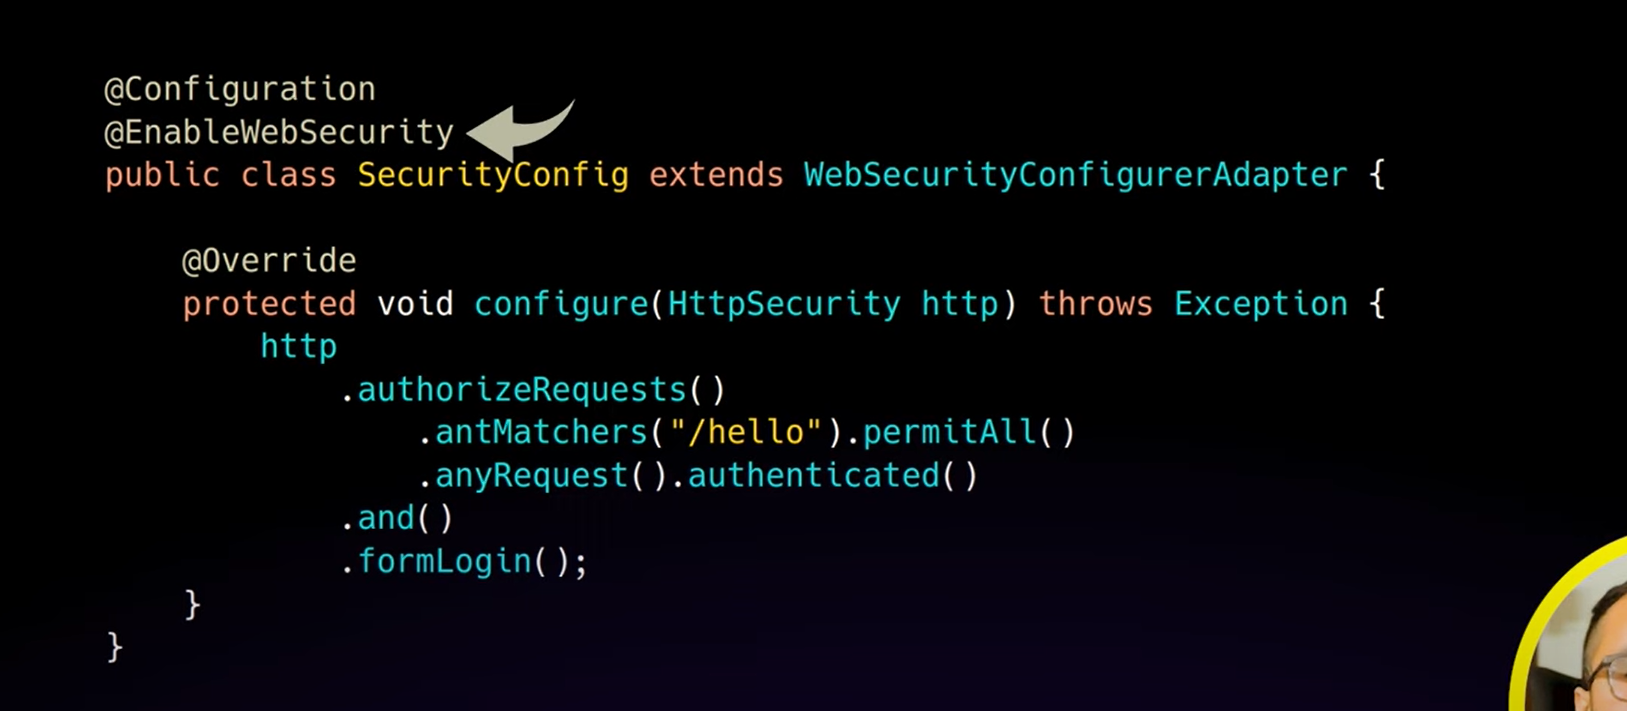 @Configuration
@EnableWebSecurity
public class SecurityConfig extends WebSecurityConfigurerAdapter {
@Override
protected void configure(HttpSecurity http) throws Exception {
http
.authorizeRequests()
.antMatchers("/hello").permitAll()
.anyRequest().authenticated()
.and()
.formLogin();
}
}